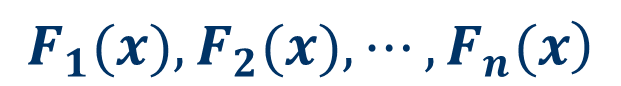 F₁(x), F₂(x), ⋯ , Fₙ(x)